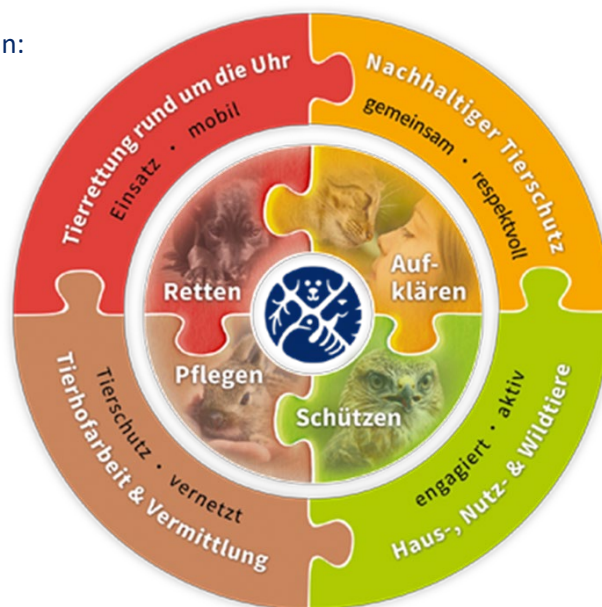 n:
Tierrettung rund um die Uhr
Einsatz · mobil
Nachhaltiger Tierschutz
gemeinsam · respektvoll
Retten
Auf-
klären
Pflegen
Schützen
Tierschutz · vernetzt
Tierhofarbeit & Vermittlung
engagiert · aktiv
Haus-, Nutz- & Wildtiere